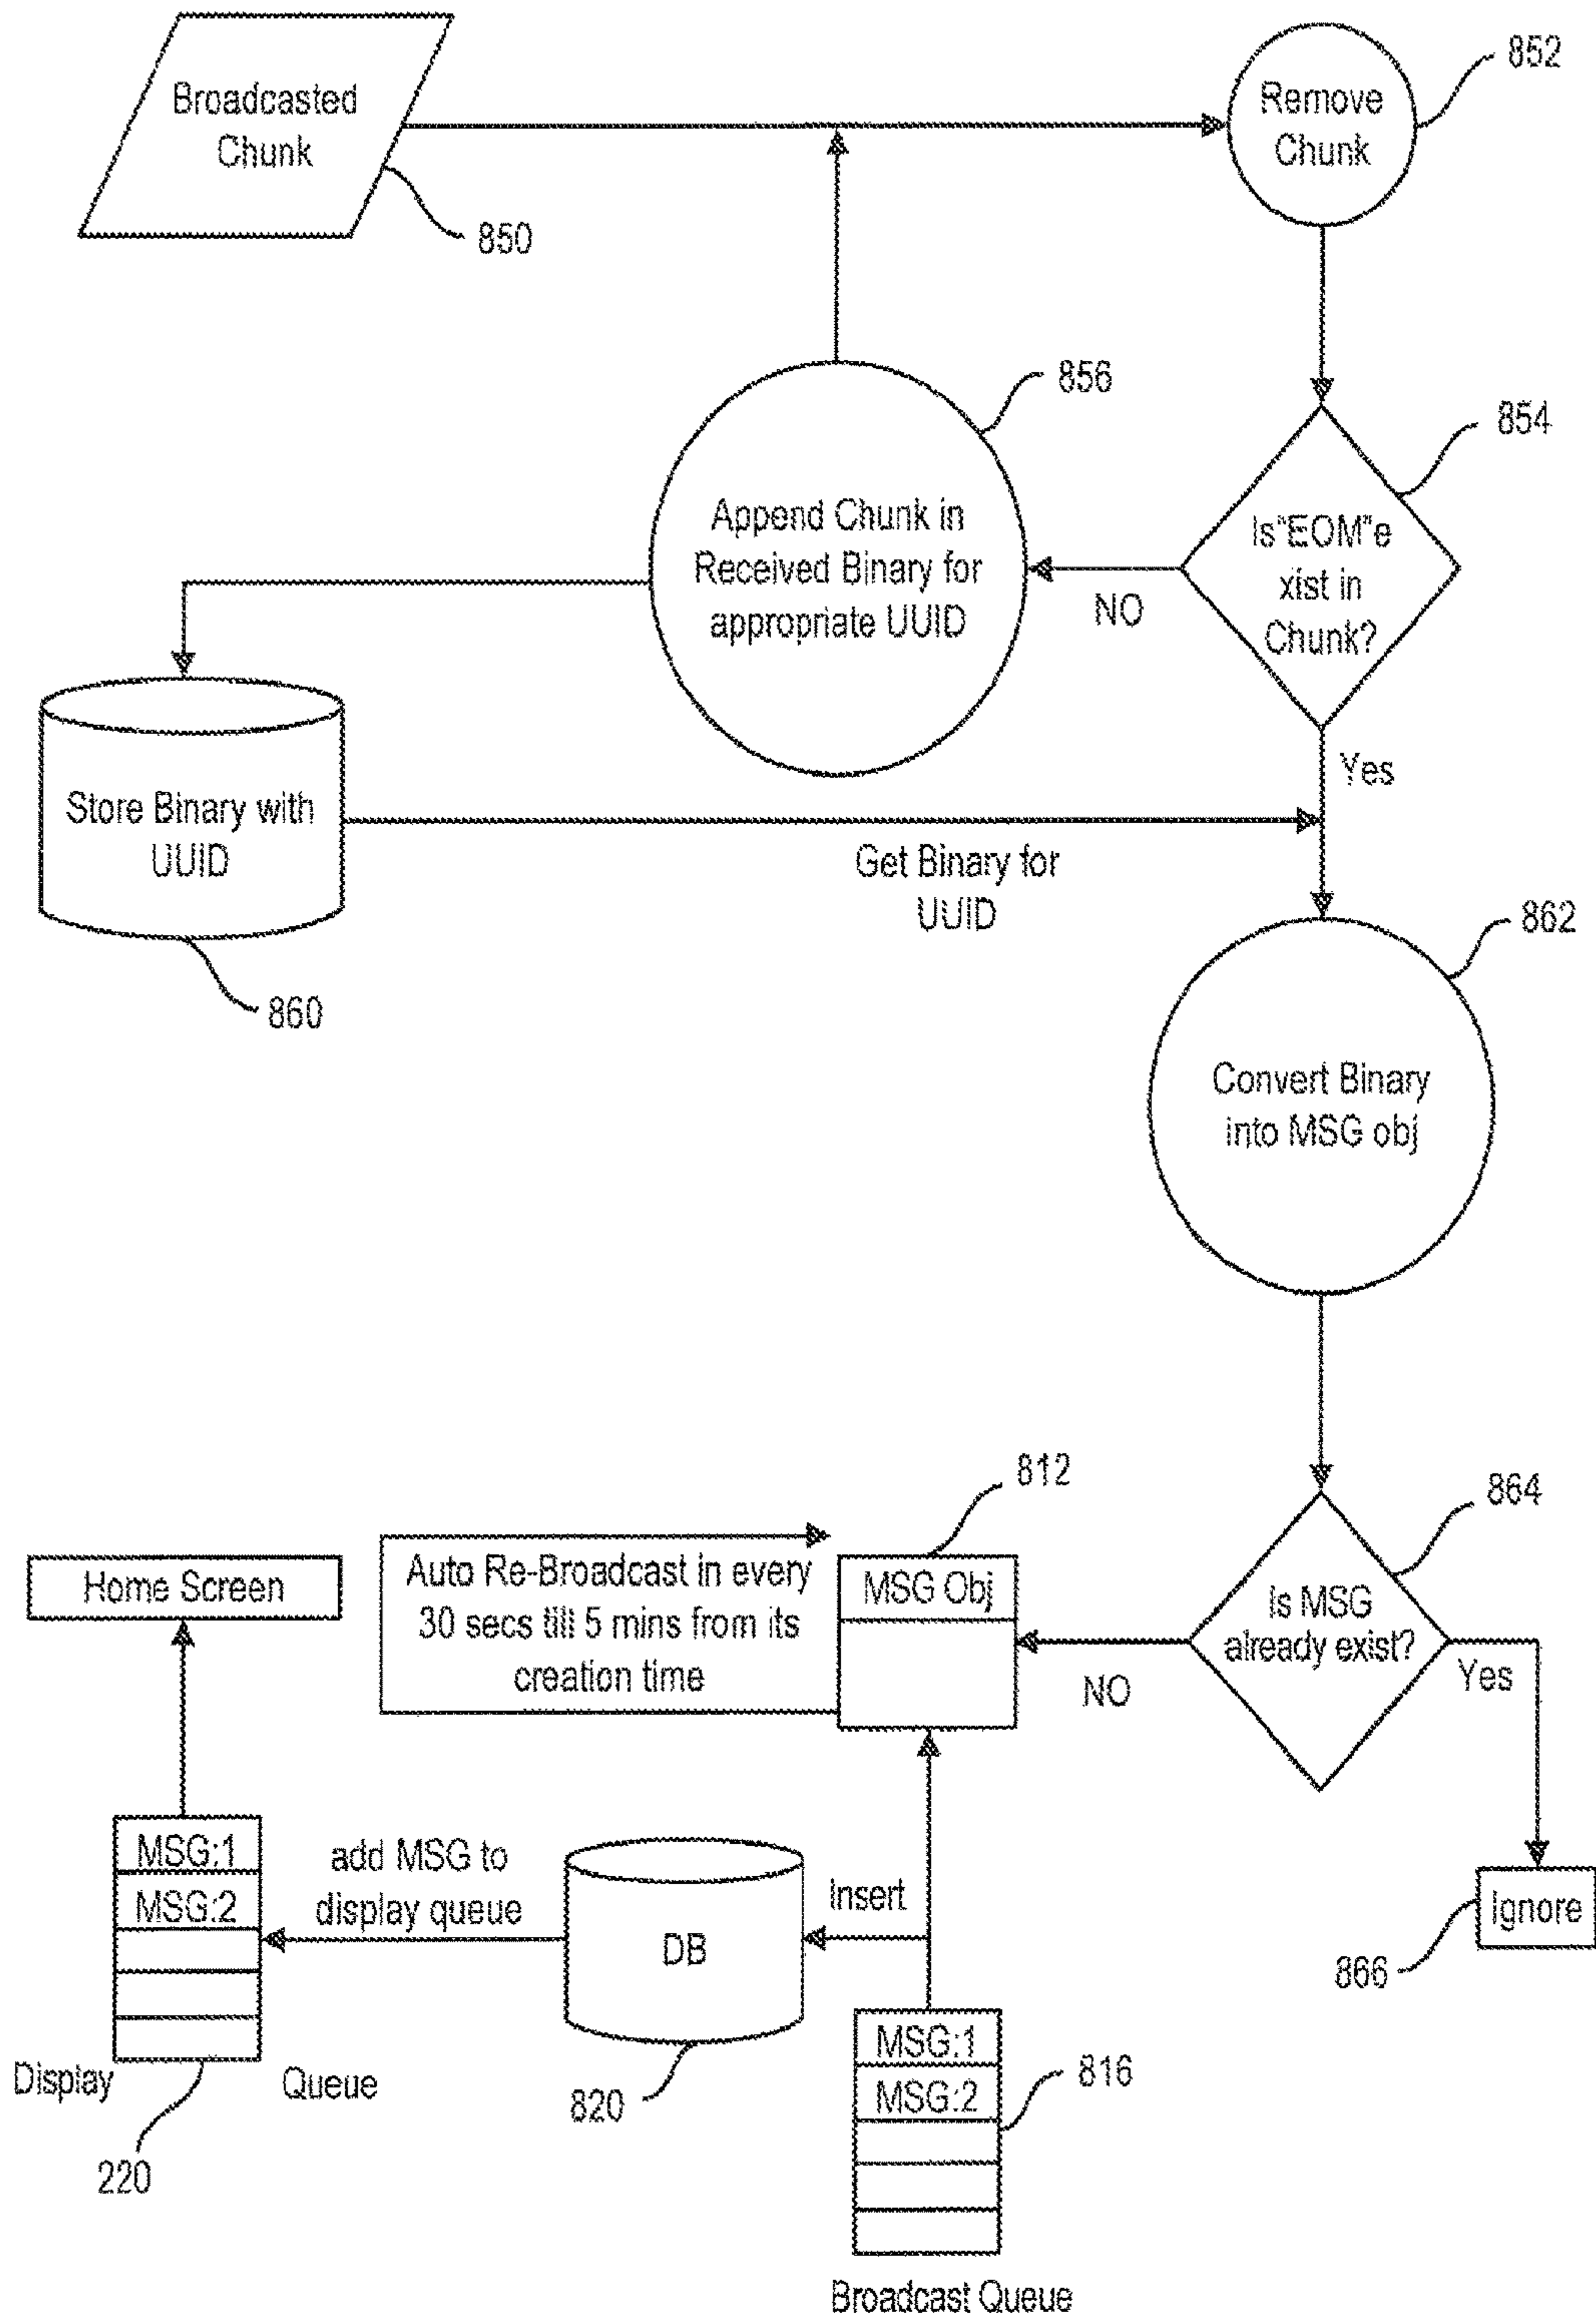 Broadcasted
Chunk
850
Remove
Chunk
852
856
854
Append Chunk in
Received Binary for
appropriate UUID
Is"EOM"e
xist in
Chunk?
NO
Yes
Store Binary with
UUID
860
Get Binary for
UUID
862
Convert Binary
into MSG obj
812
864
Home Screen
Auto Re-Broadcast in every
30 secs till 5 mins from its
creation time
MSG Obj
Is MSG
already exist?
NO
Yes
MSG:1
MSG:2
add MSG to
display queue
DB
Insert
Ignore
866
Display Queue
220
820
MSG:1
MSG:2
816
Broadcast Queue